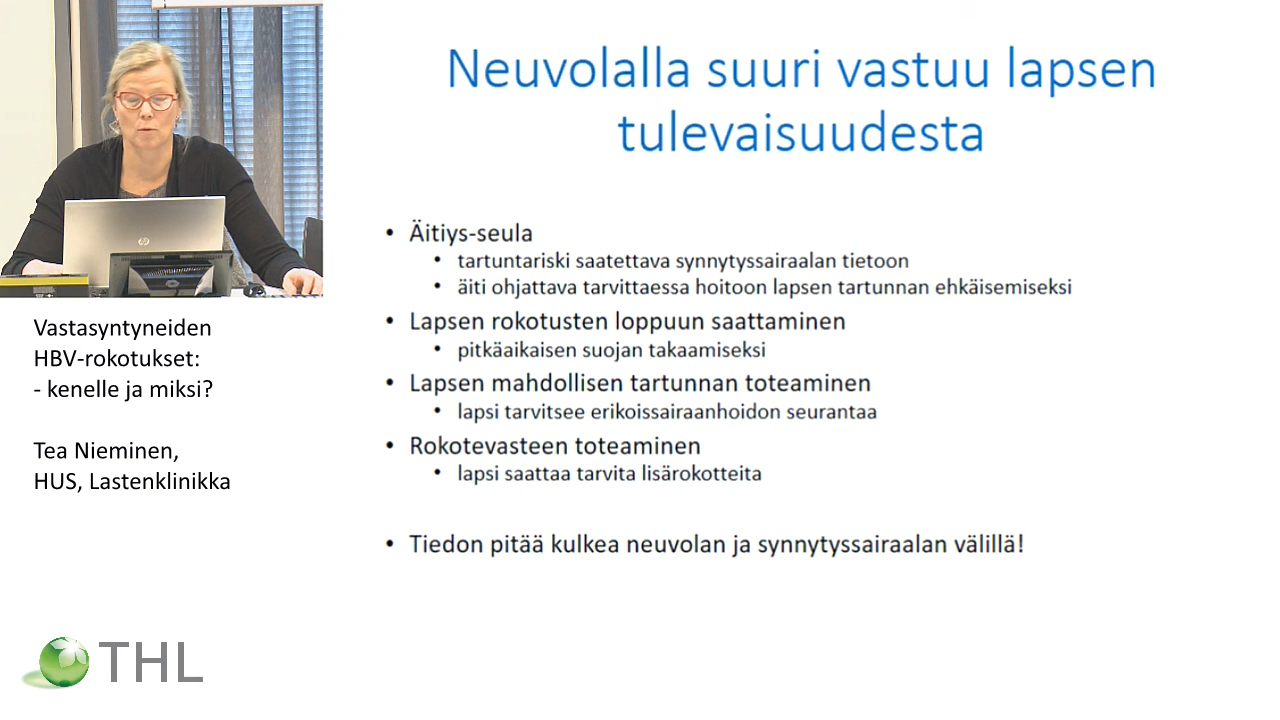 Neuvolalla suuri vastuu lapsen
tulevaisuudesta
• Äitiys-seula
• tartuntariski saatettava synnytyssairaalan tietoon
• äiti ohjattava tarvittaessa hoitoon lapsen tartunnan ehkäisemiseksi
• Lapsen rokotusten loppuun saattaminen
• pitkäaikaisen suojan takaamiseksi
• Lapsen mahdollisen tartunnan toteaminen
• lapsi tarvitsee erikoissairaanhoidon seurantaa
• Rokotevasteen toteaminen
• lapsi saattaa tarvita lisärokotteita
• Tiedon pitää kulkea neuvolan ja synnytyssairaalan välillä!
hp
Vastasyntyneiden
HBV-rokotukset:
- kenelle ja miksi?
Tea Nieminen,
HUS, Lastenklinikka
THL